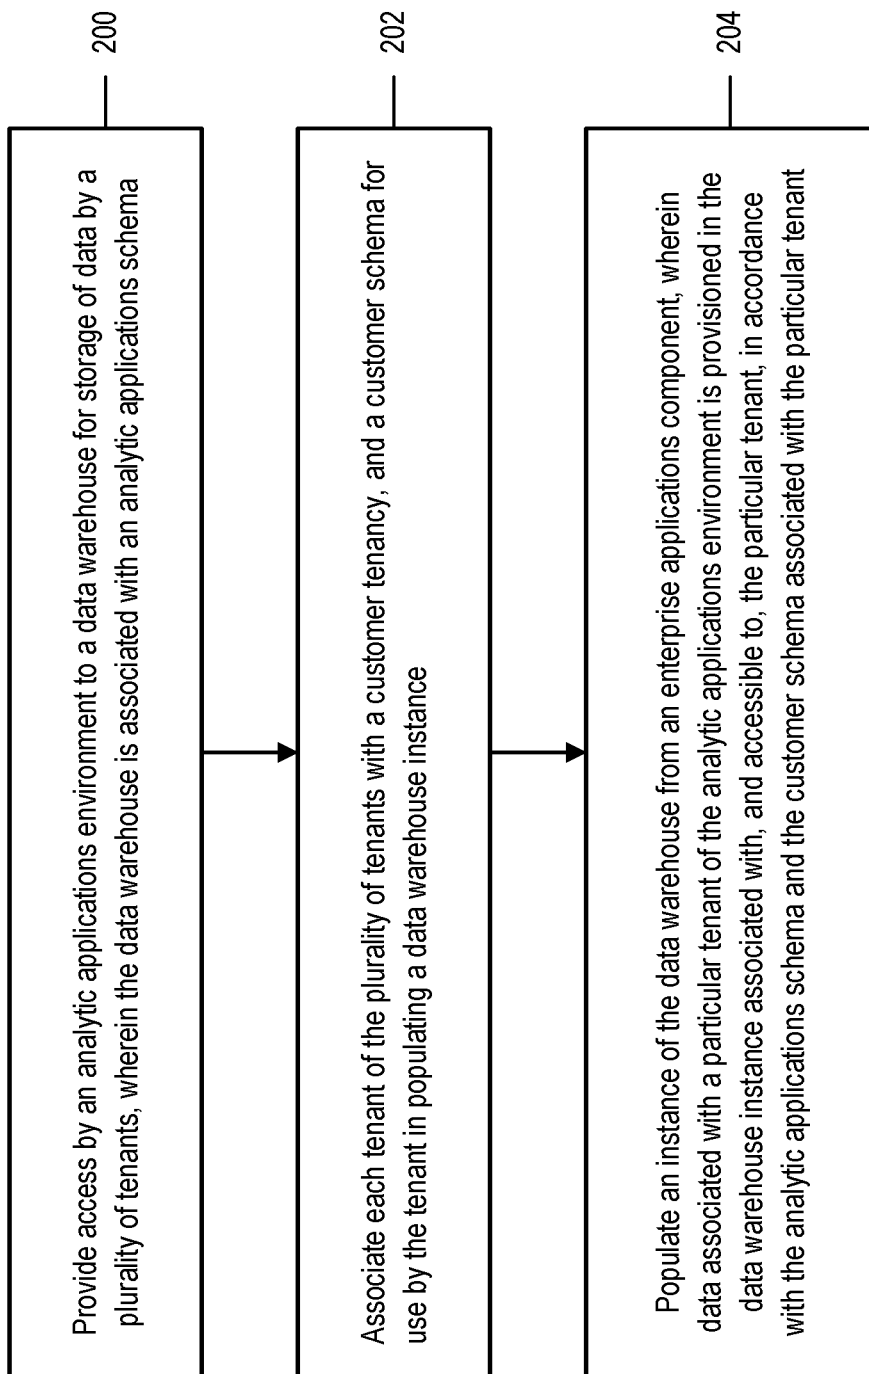 Provide access by an analytic applications environment to a data warehouse for storage of data by a
plurality of tenants, wherein the data warehouse is associated with an analytic applications schema
200
Associate each tenant of the plurality of tenants with a customer tenancy, and a customer schema for
use by the tenant in populating a data warehouse instance
202
Populate an instance of the data warehouse from an enterprise applications component, wherein
data associated with a particular tenant of the analytic applications environment is provisioned in the
data warehouse instance associated with, and accessible to, the particular tenant, in accordance
with the analytic applications schema and the customer schema associated with the particular tenant
204